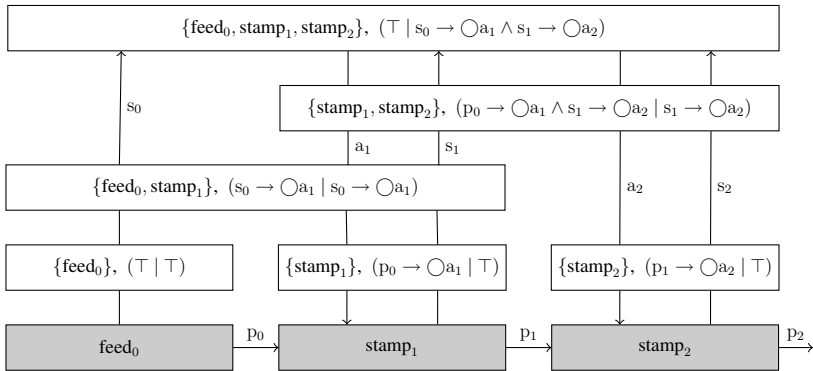 {feed₀, stamp₁, stamp₂}, (⊤ | s₀ → ◯a₁ ∧ s₁ → ◯a₂)
s₀
{stamp₁, stamp₂}, (p₀ → ◯a₁ ∧ s₁ → ◯a₂ | s₁ → ◯a₂)
a₁ s₁
{feed₀, stamp₁}, (s₀ → ◯a₁ | s₀ → ◯a₁)
a₂ s₂
{feed₀}, (⊤ | ⊤) {stamp₁}, (p₀ → ◯a₁ | ⊤) {stamp₂}, (p₁ → ◯a₂ | ⊤)
feed₀ p₀ stamp₁ p₁ stamp₂ p₂